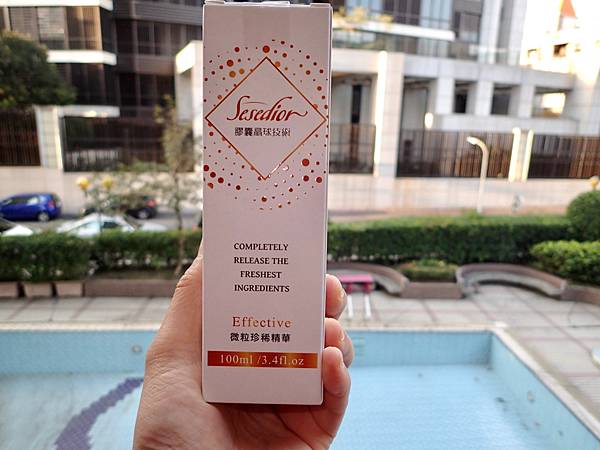 Sesedior
膠囊晶球技術
COMPLETELY
RELEASE THE
FRESHEST
INGREDIENTS
Effective
微粒珍稀精華
100ml /3.4fl.oz